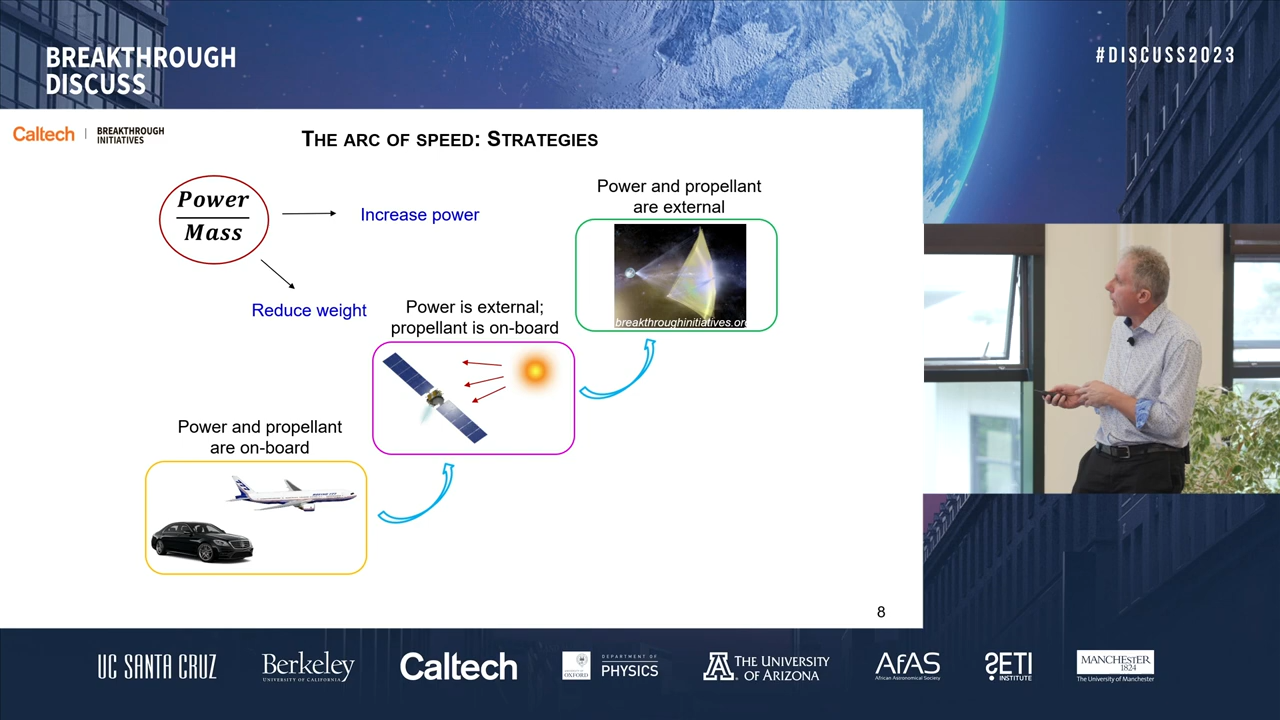 BREAKTHROUGH
DISCUSS
#DISCUSS2023
Caltech
BREAKTHROUGH
INITIATIVES
THE ARC OF SPEED: STRATEGIES
Power
Mass
Increase power
Reduce weight
Power and propellant
are external
breakthroughinitiatives.org
Power is external;
propellant is on-board
Power and propellant
are on-board
8
UC SANTA CRUZ
Berkeley
UNIVERSITY OF CALIFORNIA
Caltech
UNIVERSITY OF
OXFORD
DEPARTMENT OF
PHYSICS
A
THE UNIVERSITY
OF ARIZONA
AfAS
African Astronomical Society
SETI
INSTITUTE
MANCHESTER
1824
The University of Manchester